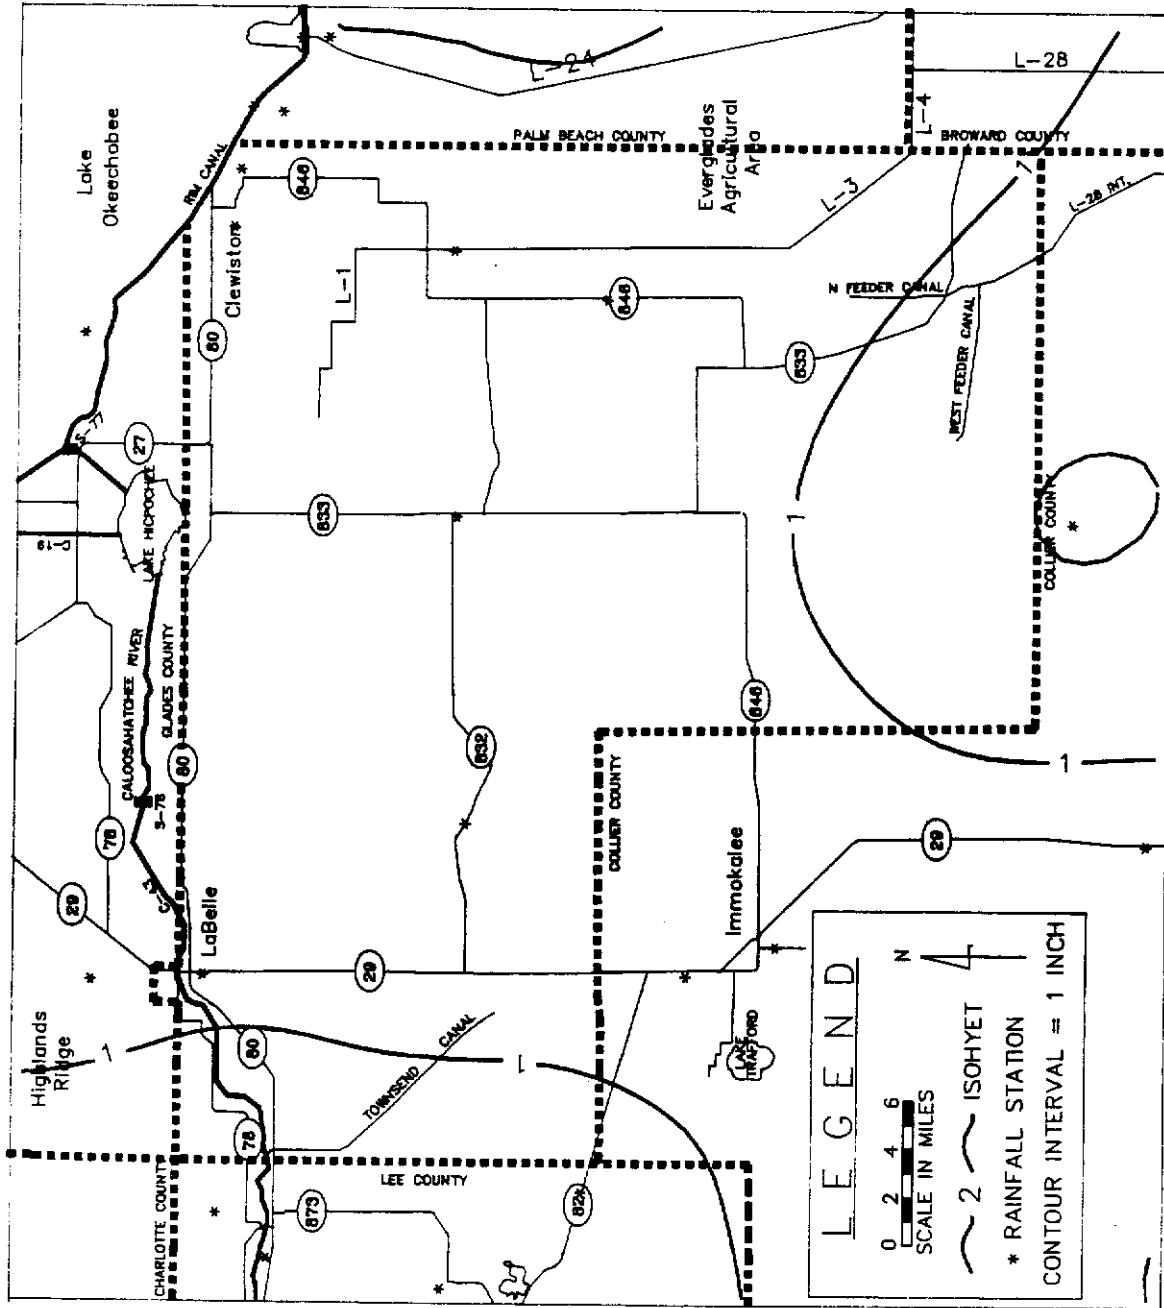 Lake
Okeechobee
RIM CANAL
L-24
L-28
L-4
PALM BEACH COUNTY
BROWARD COUNTY
Everglades
Agricultural
Area
846
Clewiston
L-3
L-1
L-28 INT.
1
N FEEDER CANAL
846
80
WEST FEEDER CANAL
833
S-77
27
LAKE HICPOCHEE
833
1
C-19
COLLIER COUNTY
CALOOSAHATCHEE RIVER
GLADES COUNTY
80
832
846
S-78
78
COLLIER COUNTY
1
C-43
29
LaBelle
Immokalee
29
29
Highlands
Ridge
1
80
TOWNSEND CANAL
1
LAKE
TRAFFORD
78
CHARLOTTE COUNTY
LEE COUNTY
873
LEGEND
0 2 4 6
SCALE IN MILES
N
2 ISOHYET
* RAINFALL STATION
CONTOUR INTERVAL = 1 INCH